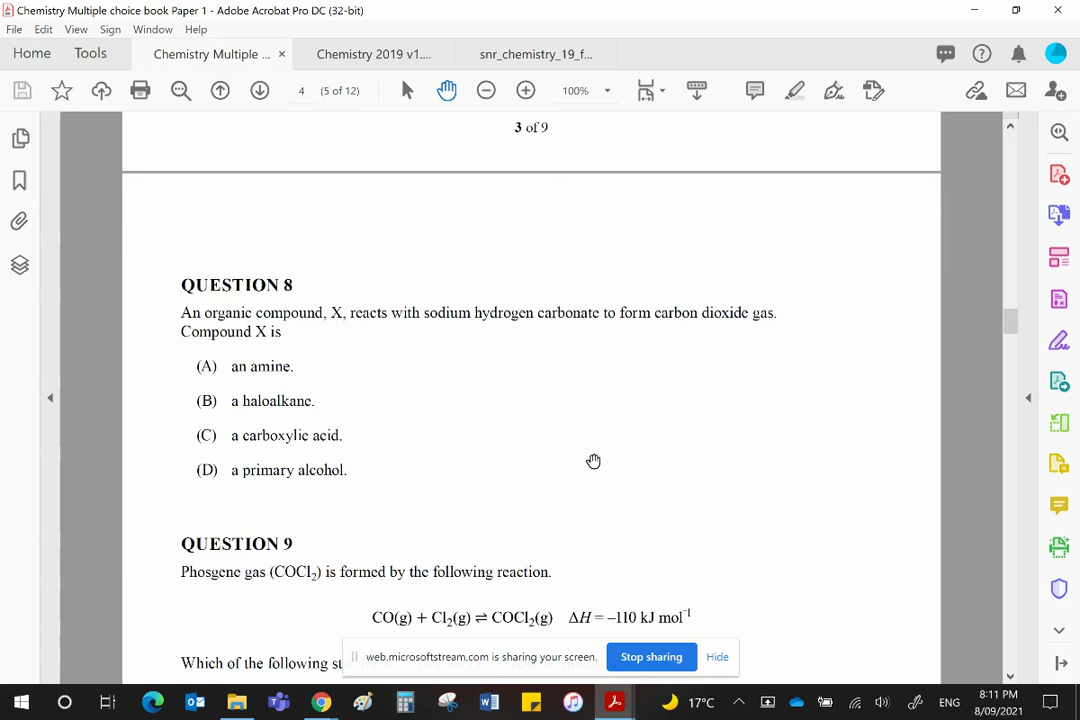 Chemistry Multiple choice book Paper 1 - Adobe Acrobat Pro DC (32-bit)
File Edit View Sign Window Help
Home Tools Chemistry Multiple ... × Chemistry 2019 v1.... snr_chemistry_19_f...
4 (5 of 12) 100%
3 of 9
QUESTION 8
An organic compound, X, reacts with sodium hydrogen carbonate to form carbon dioxide gas.
Compound X is
(A) an amine.
(B) a haloalkane.
(C) a carboxylic acid.
(D) a primary alcohol.
QUESTION 9
Phosgene gas (COCl₂) is formed by the following reaction.
CO(g) + Cl₂(g) ⇌ COCl₂(g) ΔH = –110 kJ mol⁻¹
web.microsoftstream.com is sharing your screen. Stop sharing Hide
Which of the following
17°C ENG 8:11 PM
8/09/2021